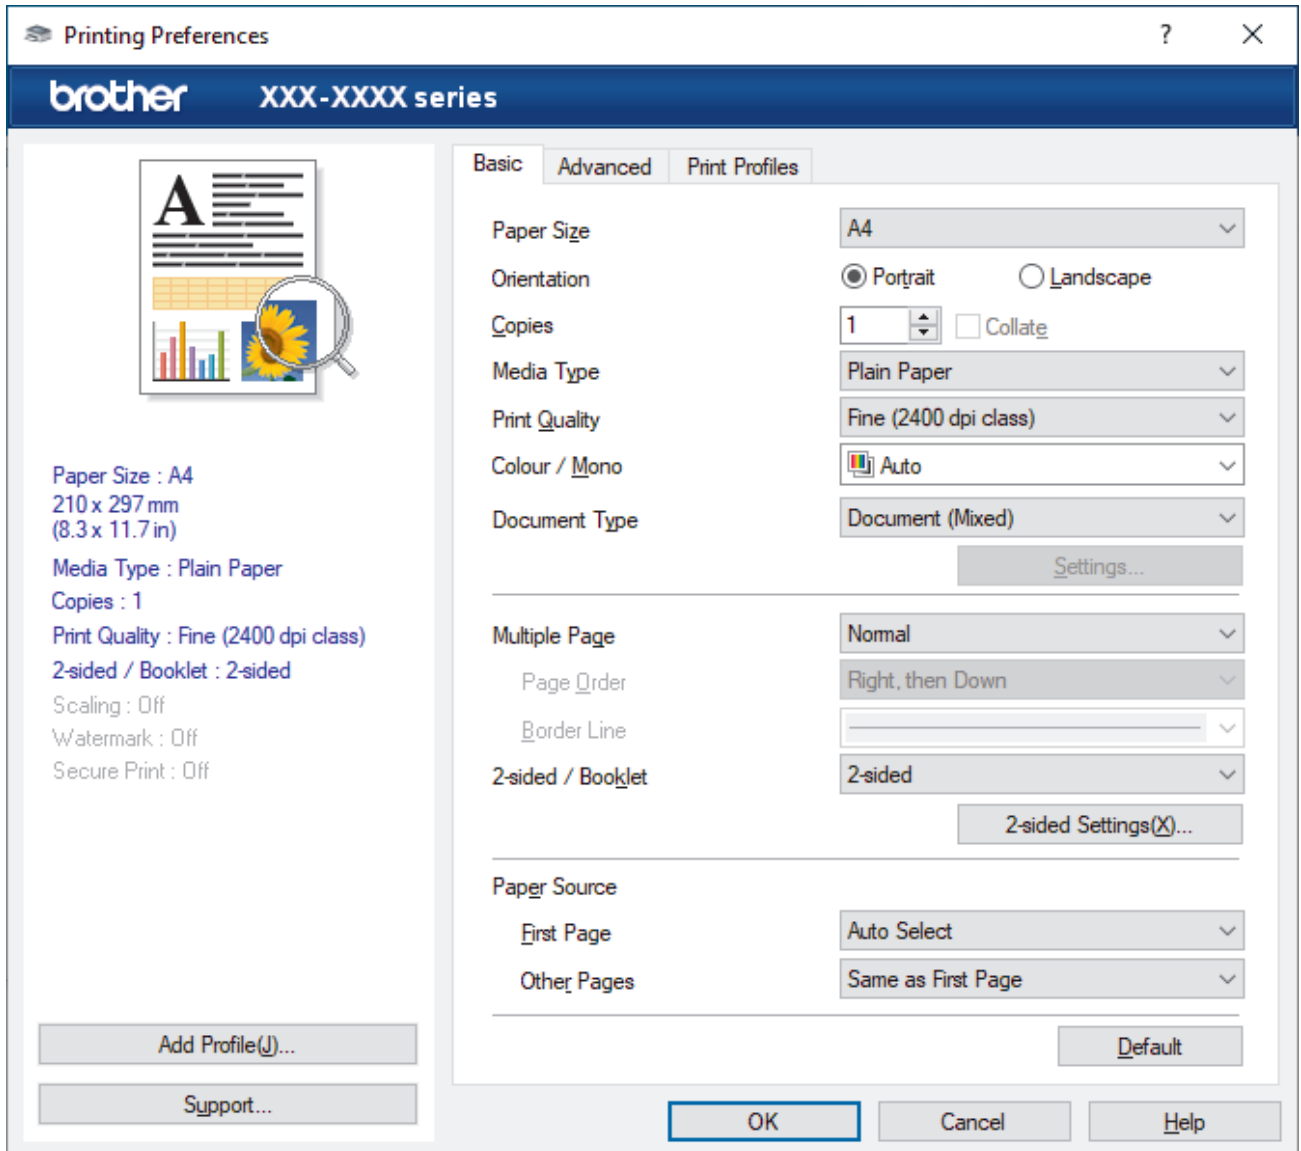 Printing Preferences
?
brother XXX-XXXX series
A
Paper Size : A4
210 x 297 mm
(8.3 x 11.7 in)
Media Type : Plain Paper
Copies : 1
Print Quality : Fine (2400 dpi class)
2-sided / Booklet : 2-sided
Scaling : Off
Watermark : Off
Secure Print : Off
Add Profile(J)...
Support...
Basic Advanced Print Profiles
Paper Size A4
Orientation Portrait Landscape
Copies 1 Collate
Media Type Plain Paper
Print Quality Fine (2400 dpi class)
Colour / Mono Auto
Document Type Document (Mixed)
Settings...
Multiple Page Normal
Page Order Right, then Down
Border Line
2-sided / Booklet 2-sided
2-sided Settings(X)...
Paper Source
First Page Auto Select
Other Pages Same as First Page
Default
OK Cancel Help